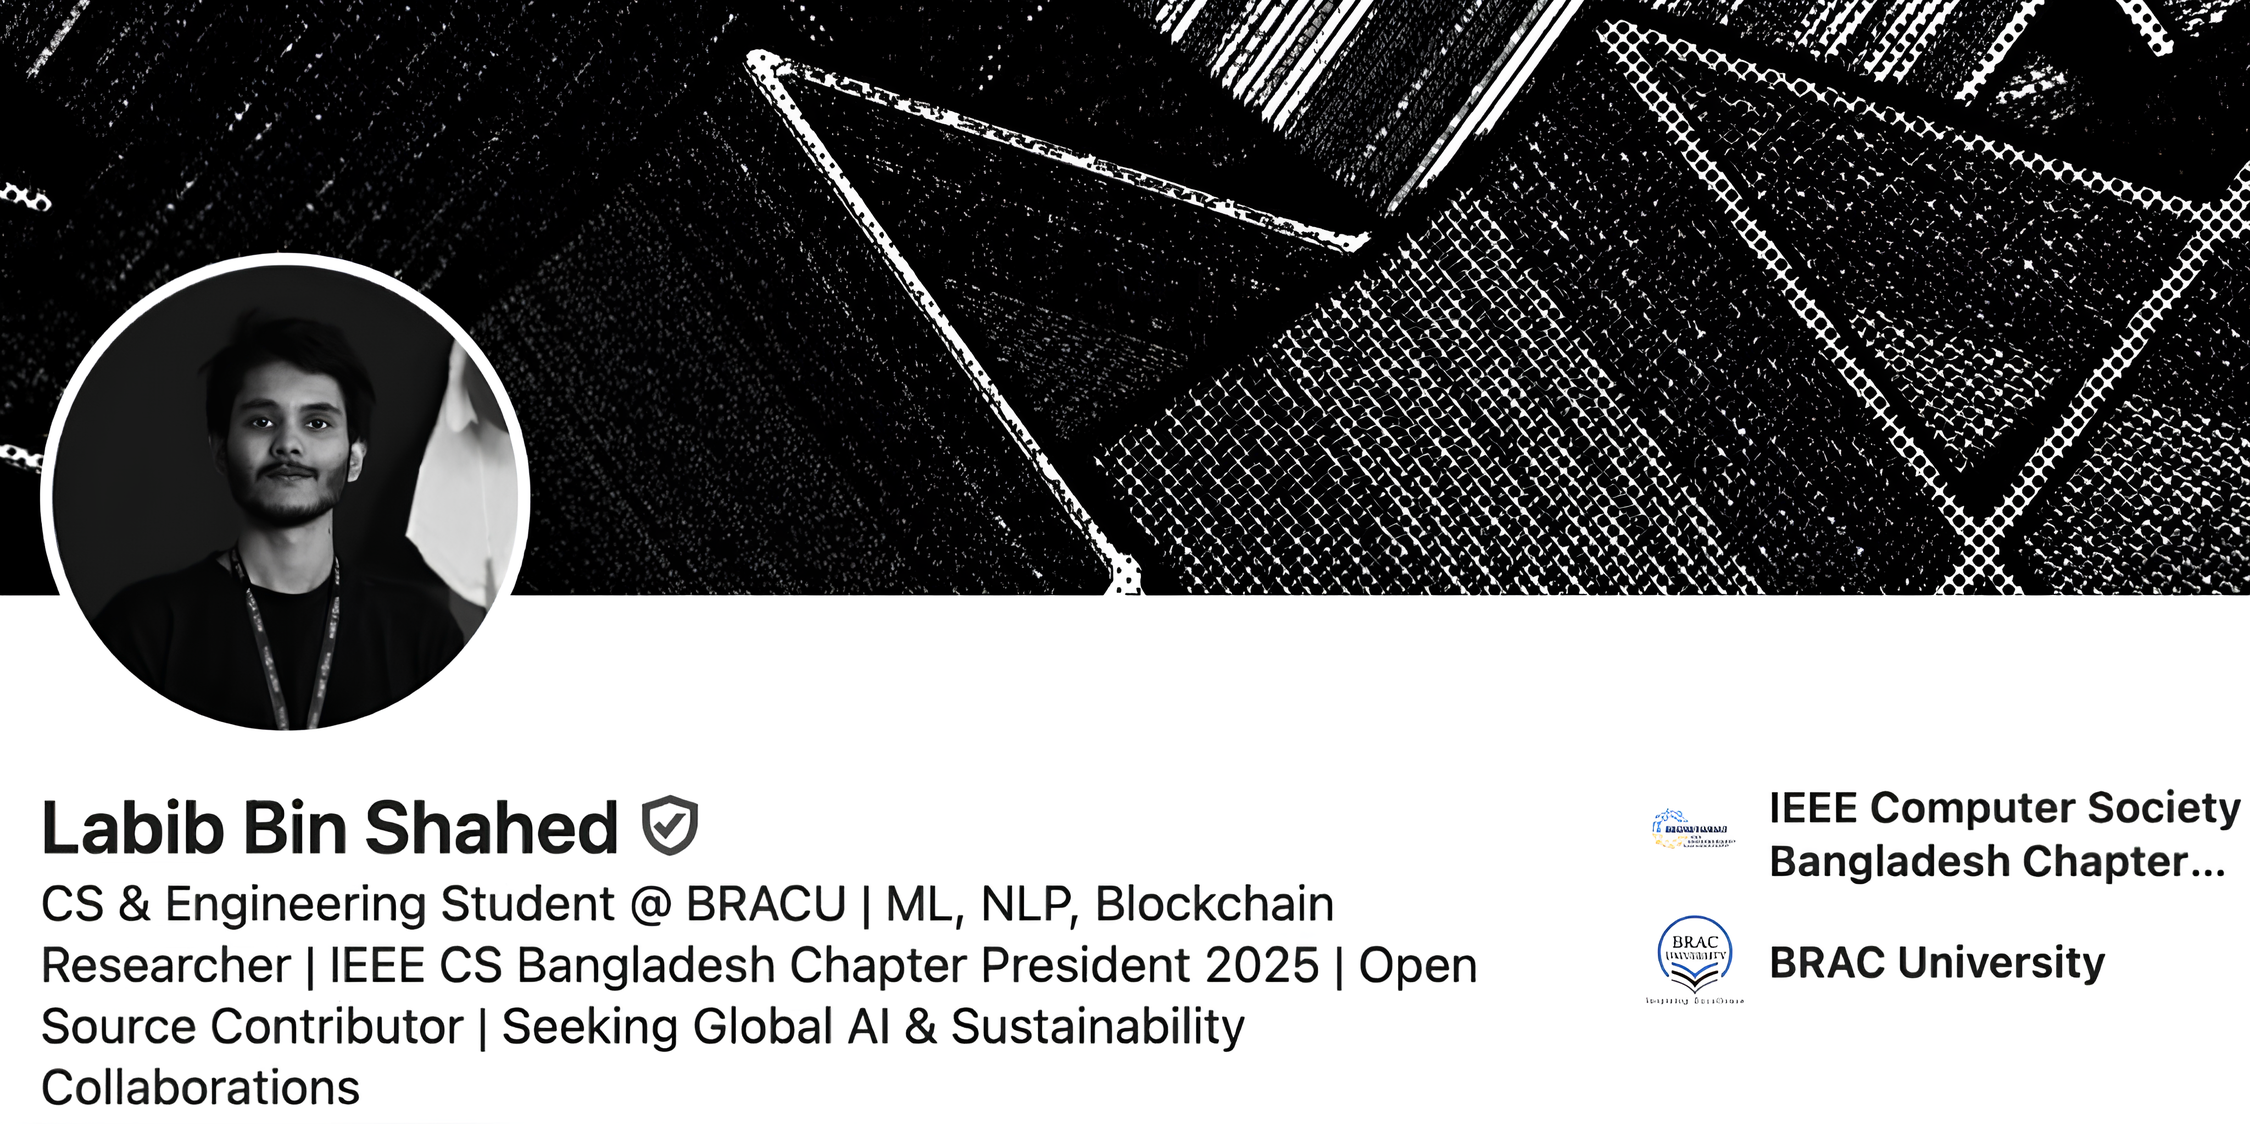 Labib Bin Shahed
CS & Engineering Student @ BRACU | ML, NLP, Blockchain
Researcher | IEEE CS Bangladesh Chapter President 2025 | Open
Source Contributor | Seeking Global AI & Sustainability
Collaborations
IEEE Computer Society
Bangladesh Chapter...
BRAC
UNIVERSITY
BRAC University